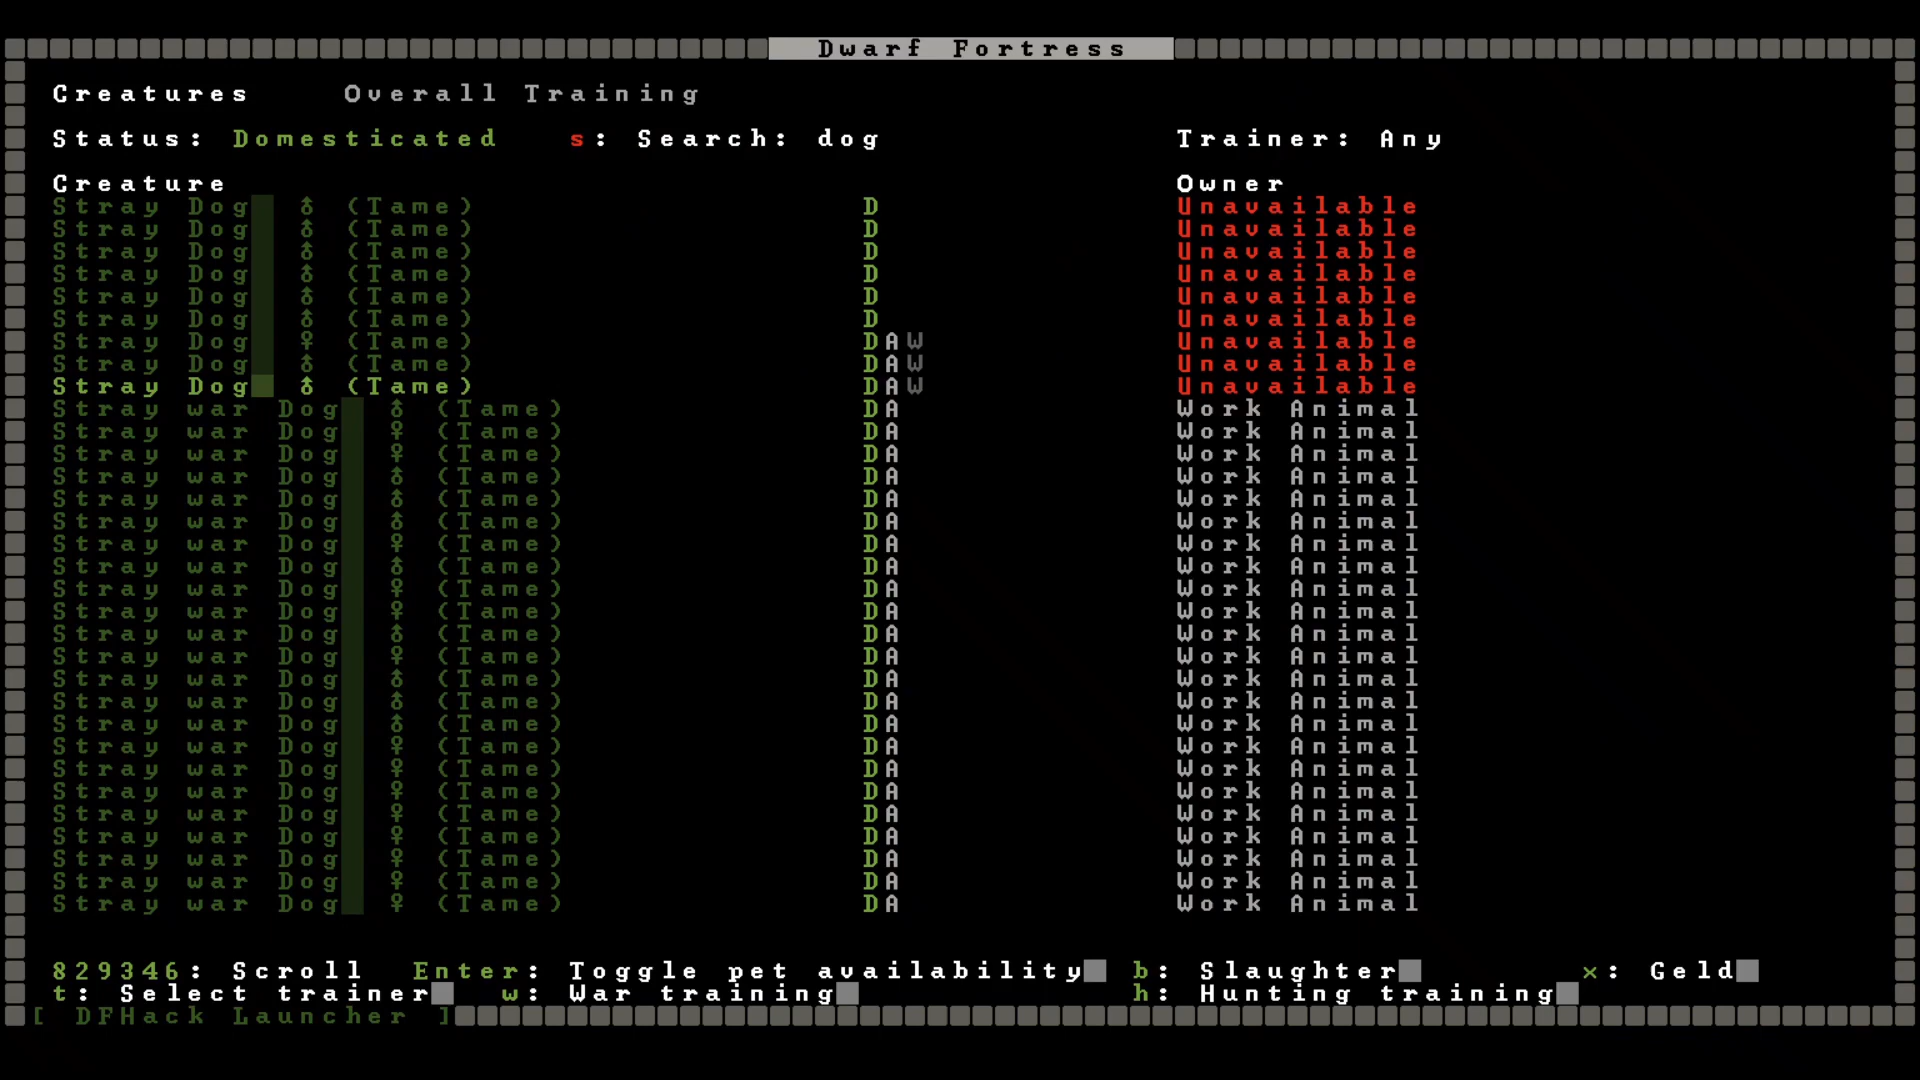 Dwarf Fortress
Creatures Overall Training
Status: Domesticated s: Search: dog Trainer: Any
Creature Owner
Stray Dog ♂ (Tame) D Unavailable
Stray Dog ♂ (Tame) D Unavailable
Stray Dog ♂ (Tame) D Unavailable
Stray Dog ♂ (Tame) D Unavailable
Stray Dog ♂ (Tame) D Unavailable
Stray Dog ♂ (Tame) D Unavailable
Stray Dog ♀ (Tame) DAW Unavailable
Stray Dog ♂ (Tame) DAW Unavailable
Stray Dog ♂ (Tame) DAW Unavailable
Stray war Dog ♂ (Tame) DA Work Animal
Stray war Dog ♀ (Tame) DA Work Animal
Stray war Dog ♀ (Tame) DA Work Animal
Stray war Dog ♂ (Tame) DA Work Animal
Stray war Dog ♂ (Tame) DA Work Animal
Stray war Dog ♂ (Tame) DA Work Animal
Stray war Dog ♀ (Tame) DA Work Animal
Stray war Dog ♂ (Tame) DA Work Animal
Stray war Dog ♀ (Tame) DA Work Animal
Stray war Dog ♀ (Tame) DA Work Animal
Stray war Dog ♂ (Tame) DA Work Animal
Stray war Dog ♀ (Tame) DA Work Animal
Stray war Dog ♂ (Tame) DA Work Animal
Stray war Dog ♂ (Tame) DA Work Animal
Stray war Dog ♂ (Tame) DA Work Animal
Stray war Dog ♀ (Tame) DA Work Animal
Stray war Dog ♀ (Tame) DA Work Animal
Stray war Dog ♀ (Tame) DA Work Animal
Stray war Dog ♀ (Tame) DA Work Animal
Stray war Dog ♀ (Tame) DA Work Animal
Stray war Dog ♀ (Tame) DA Work Animal
Stray war Dog ♀ (Tame) DA Work Animal
Stray war Dog ♀ (Tame) DA Work Animal
829346: Scroll Enter: Toggle pet availability b: Slaughter x: Geld
t: Select trainer w: War training h: Hunting training
[ DFHack Launcher ]